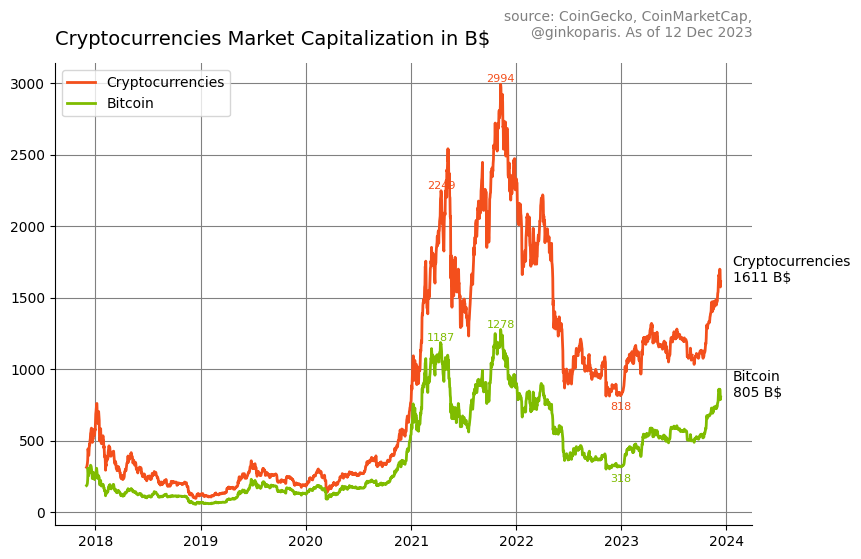 source: CoinGecko, CoinMarketCap,
@ginkoparis. As of 12 Dec 2023
Cryptocurrencies Market Capitalization in B$
Cryptocurrencies
Bitcoin
3000
2500
2000
1500
1000
500
0
2994
2249
1187
1278
818
318
Cryptocurrencies
1611 B$
Bitcoin
805 B$
2018 2019 2020 2021 2022 2023 2024